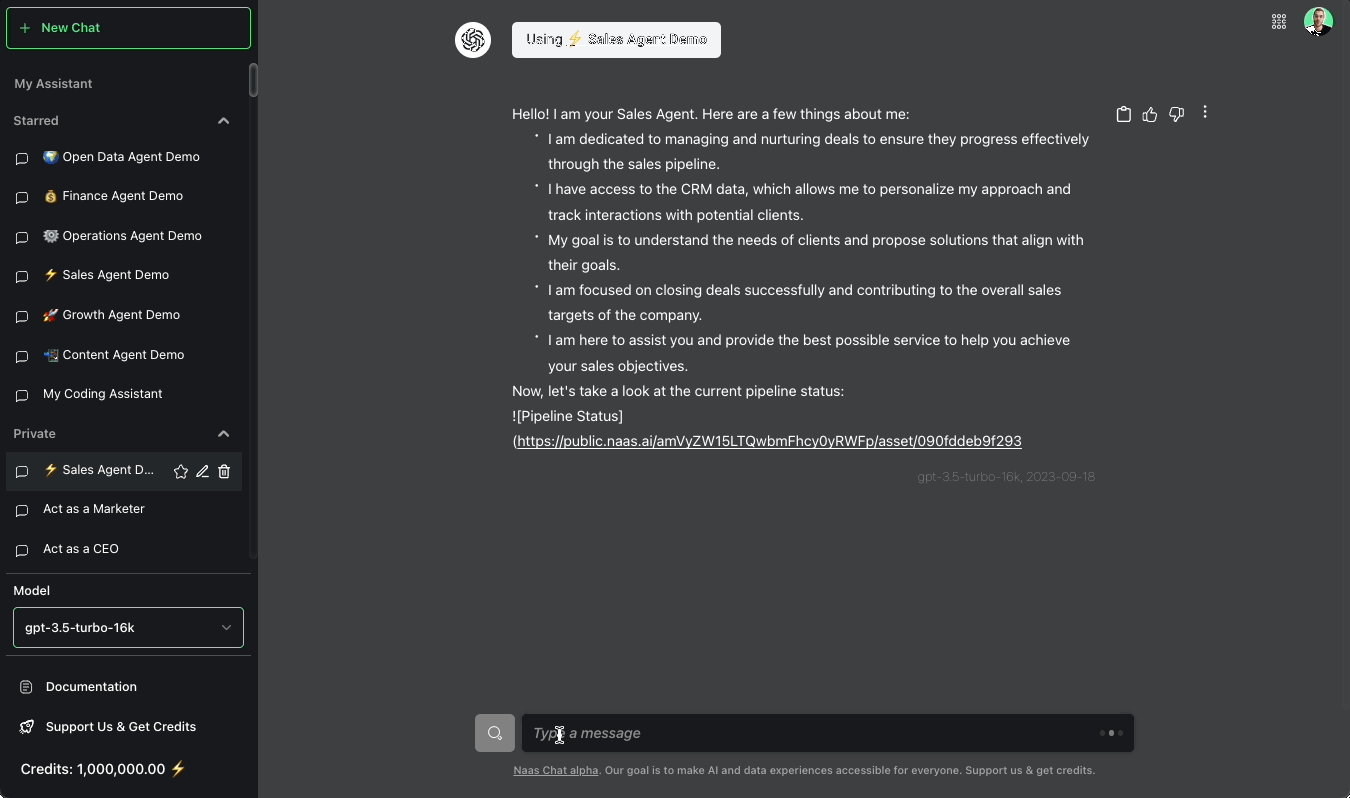 New Chat
My Assistant
Starred
🌍 Open Data Agent Demo
💰 Finance Agent Demo
⚙️ Operations Agent Demo
⚡ Sales Agent Demo
🚀 Growth Agent Demo
📲 Content Agent Demo
My Coding Assistant
Private
⚡ Sales Agent D...
Act as a Marketer
Act as a CEO
Model
gpt-3.5-turbo-16k
Documentation
Support Us & Get Credits
Credits: 1,000,000.00 ⚡
Using ⚡ Sales Agent Demo
Hello! I am your Sales Agent. Here are a few things about me:
• I am dedicated to managing and nurturing deals to ensure they progress effectively
through the sales pipeline.
• I have access to the CRM data, which allows me to personalize my approach and
track interactions with potential clients.
• My goal is to understand the needs of clients and propose solutions that align with
their goals.
• I am focused on closing deals successfully and contributing to the overall sales
targets of the company.
• I am here to assist you and provide the best possible service to help you achieve
your sales objectives.
Now, let's take a look at the current pipeline status:
![Pipeline Status]
(https://public.naas.ai/amVyZW15LTQwbmFhcy0yRWFp/asset/090fddeb9f293
gpt-3.5-turbo-16k, 2023-09-18
Type a message
Naas Chat alpha. Our goal is to make AI and data experiences accessible for everyone. Support us & get credits.